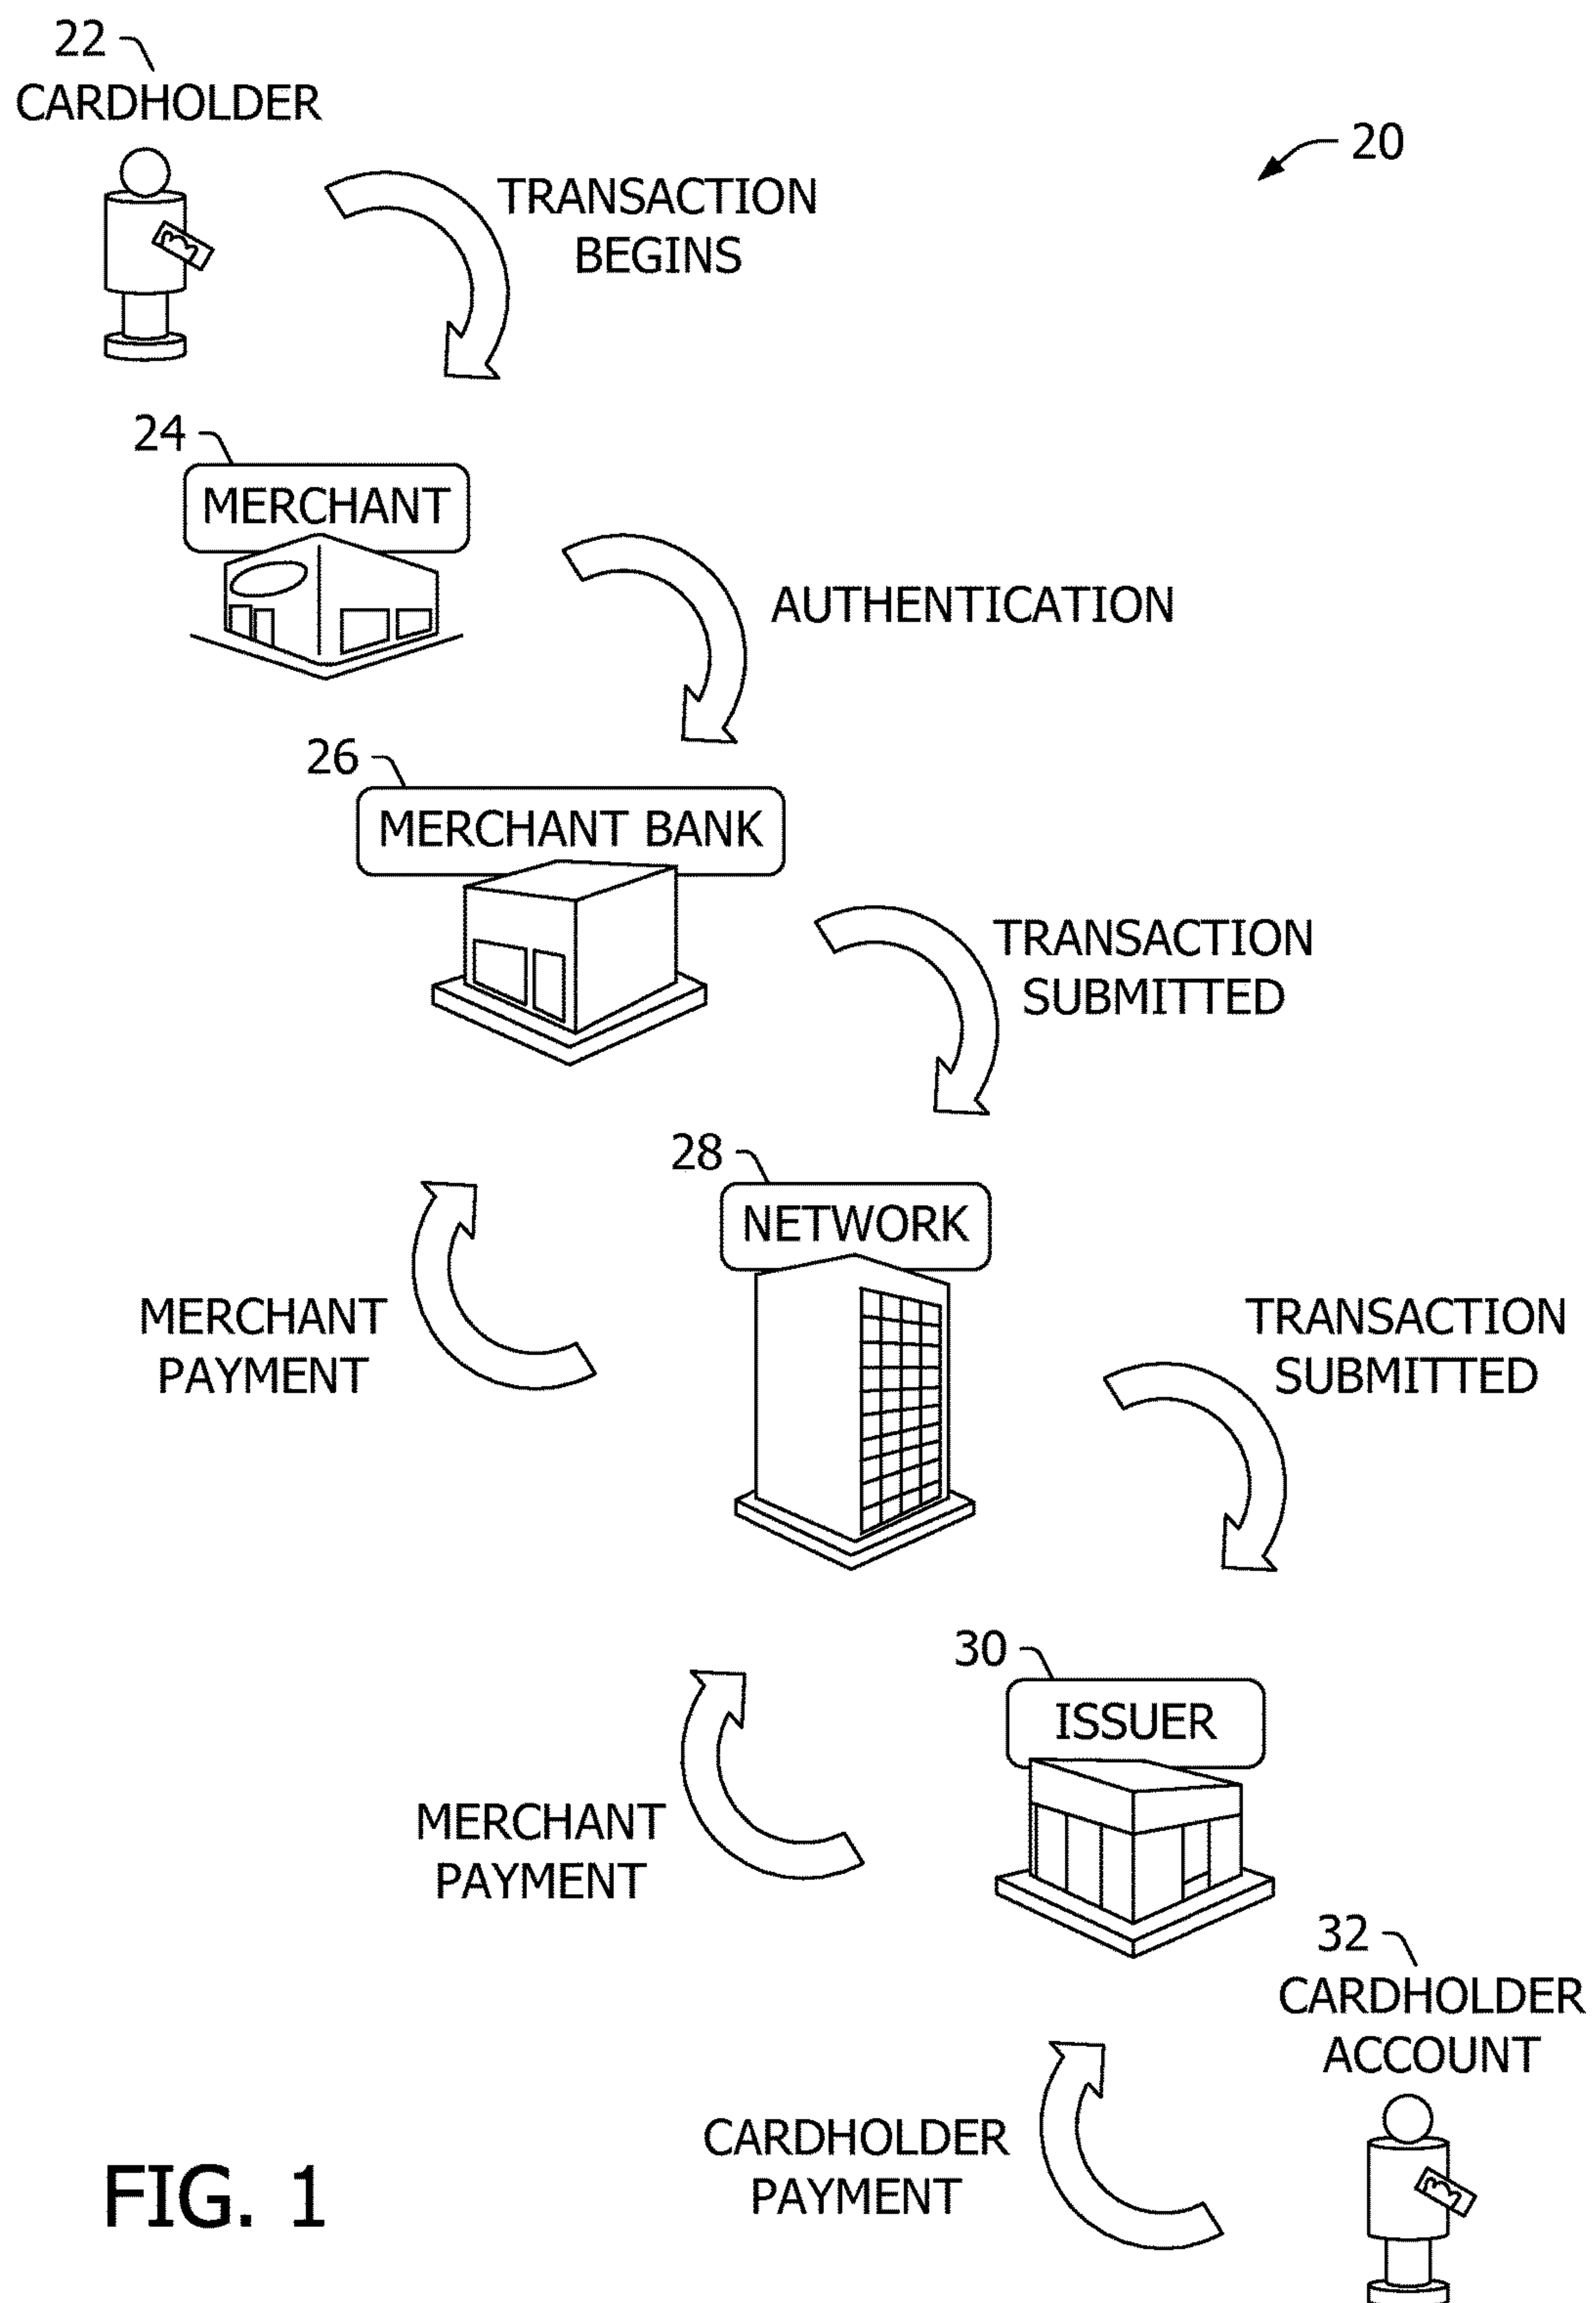 22
CARDHOLDER
20
TRANSACTION
BEGINS
24
MERCHANT
AUTHENTICATION
26
MERCHANT BANK
TRANSACTION
SUBMITTED
28
NETWORK
MERCHANT
PAYMENT
TRANSACTION
SUBMITTED
30
ISSUER
MERCHANT
PAYMENT
32
CARDHOLDER
ACCOUNT
CARDHOLDER
PAYMENT
FIG. 1